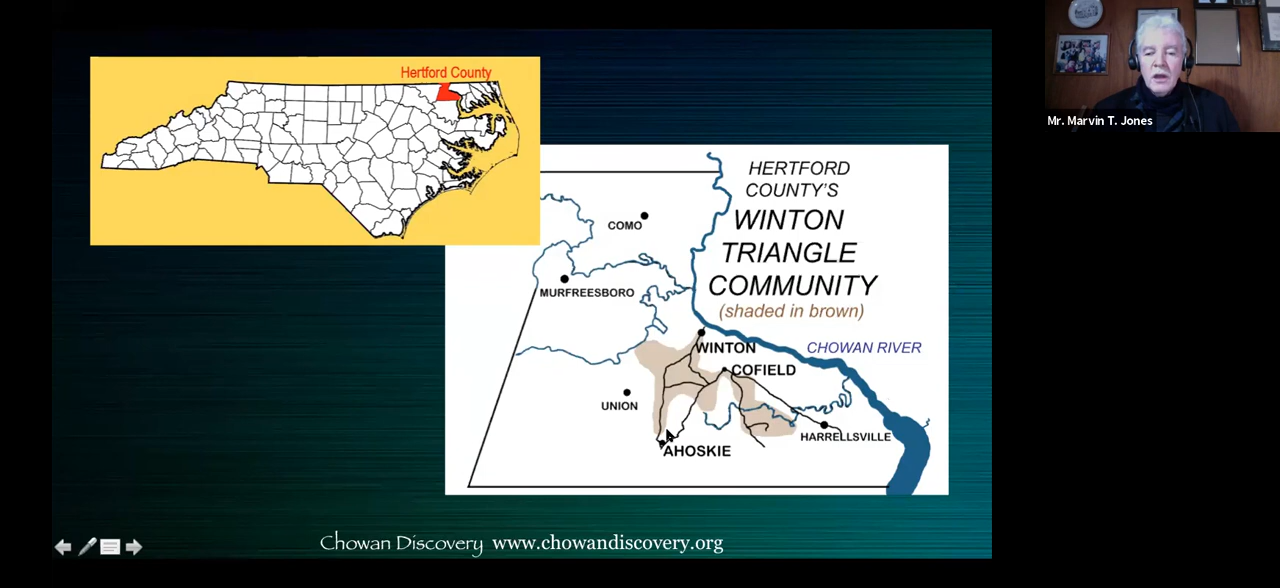 Hertford County
HERTFORD
COUNTY'S
WINTON
TRIANGLE
COMMUNITY
(shaded in brown)
COMO
MURFREESBORO
WINTON
CHOWAN RIVER
COFIELD
UNION
HARRELLSVILLE
AHOSKIE
Chowan Discovery www.chowandiscovery.org
Mr. Marvin T. Jones